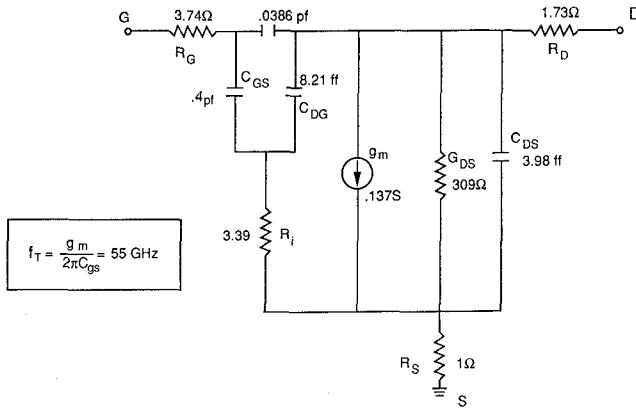 G
3.74Ω
.0386 pf
1.73Ω
D
R_G
R_D
C_GS
8.21 ff
.4pf
C_DG
C_DS
3.98 ff
g_m
G_DS
309Ω
.137S
3.39
R_i
f_T = g_m / 2πC_gs = 55 GHz
R_S
1Ω
S